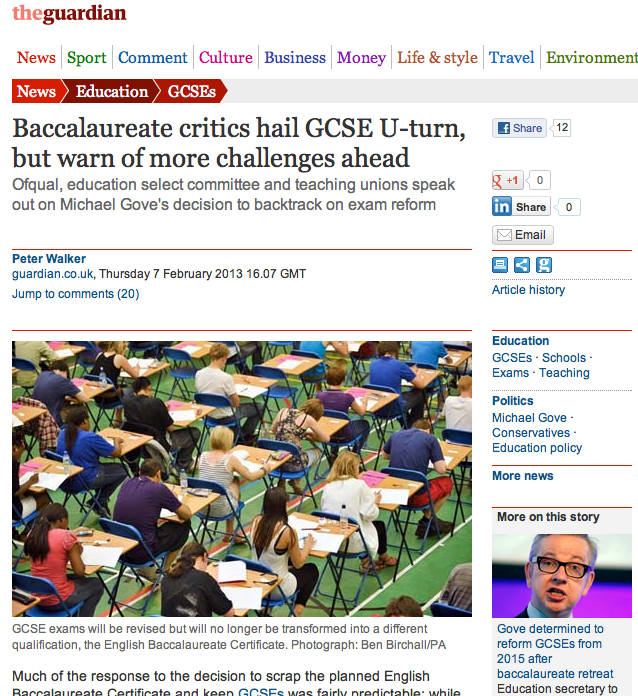 theguardian
News Sport Comment Culture Business Money Life & style Travel Environment
News Education GCSEs
Baccalaureate critics hail GCSE U-turn,
but warn of more challenges ahead
Ofqual, education select committee and teaching unions speak
out on Michael Gove's decision to backtrack on exam reform
Share 12
g +1 0
in Share 0
Email
Peter Walker
guardian.co.uk, Thursday 7 February 2013 16.07 GMT
Jump to comments (20)
Article history
Education
GCSEs · Schools ·
Exams · Teaching
Politics
Michael Gove ·
Conservatives ·
Education policy
More news
More on this story
Gove determined to
reform GCSEs from
2015 after
baccalaureate retreat
Education secretary to
GCSE exams will be revised but will no longer be transformed into a different
qualification, the English Baccalaureate Certificate. Photograph: Ben Birchall/PA
Much of the response to the decision to scrap the planned English
Baccalaureate Certificate and keep GCSEs was fairly predictable: while